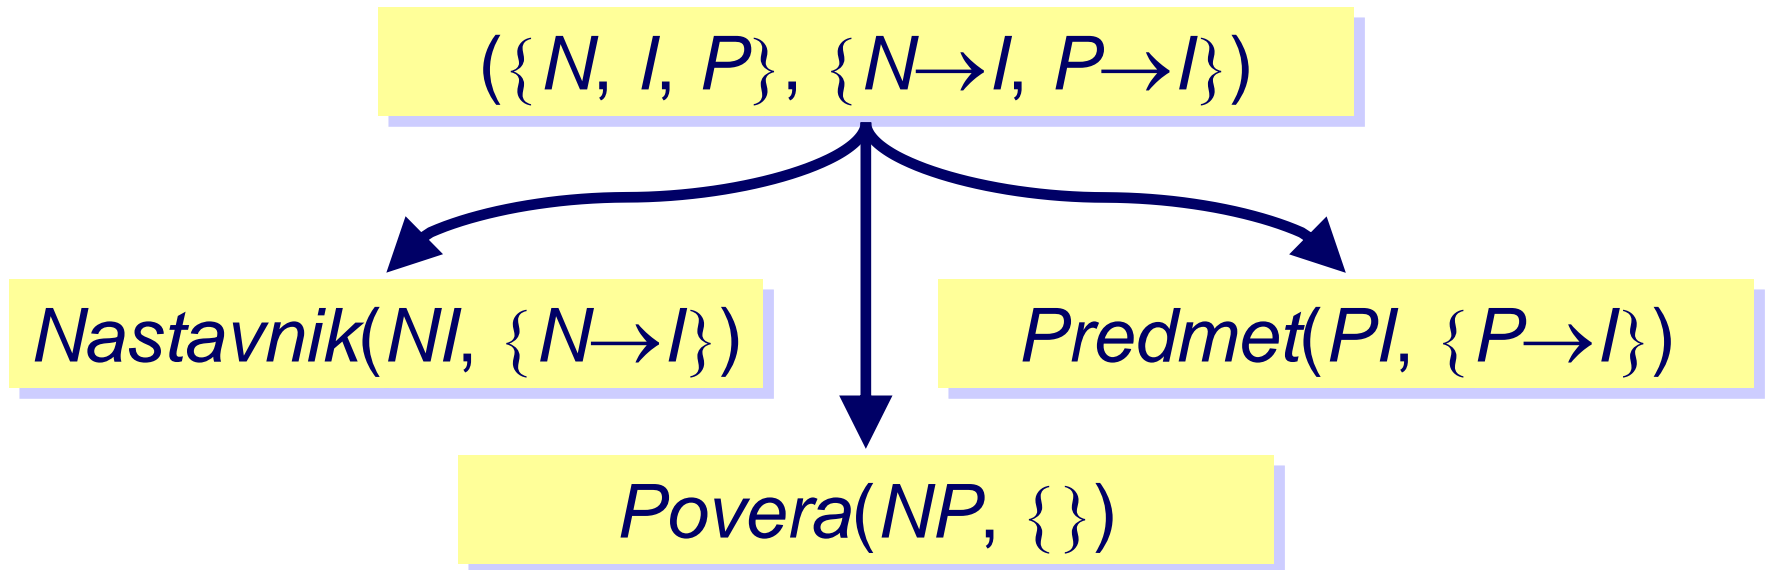 ({N, I, P}, {N→I, P→I})
Nastavnik(NI, {N→I})
Predmet(PI, {P→I})
Povera(NP, {})